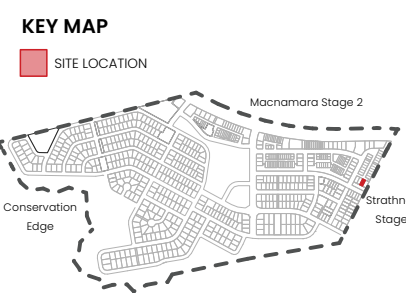 KEY MAP
SITE LOCATION
Macnamara Stage 2
Conservation
Edge
Strathn
Stage